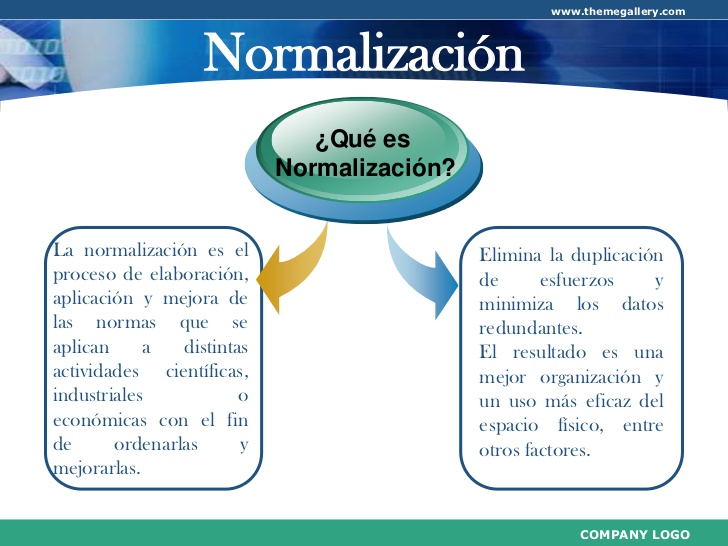 www.themegallery.com
Normalización
¿Qué es
Normalización?
La normalización es el
proceso de elaboración,
aplicación y mejora de
las normas que se
aplican a distintas
actividades científicas,
industriales o
económicas con el fin
de ordenarlas y
mejorarlas.
Elimina la duplicación
de esfuerzos y
minimiza los datos
redundantes.
El resultado es una
mejor organización y
un uso más eficaz del
espacio físico, entre
otros factores.
COMPANY LOGO